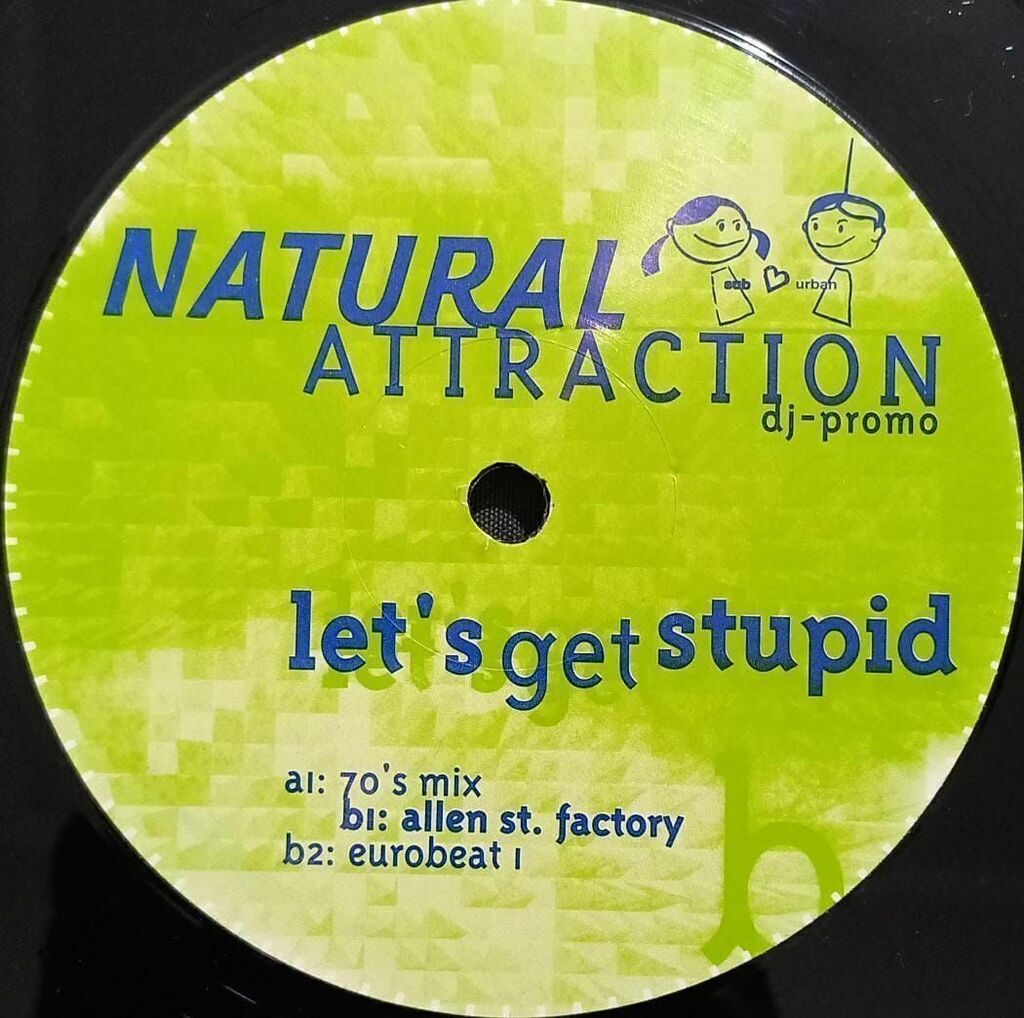 NATURAL
sub urban
ATTRACTION
dj-promo
let's get stupid
a1: 70's mix
b1: allen st. factory
b2: eurobeat 1
b